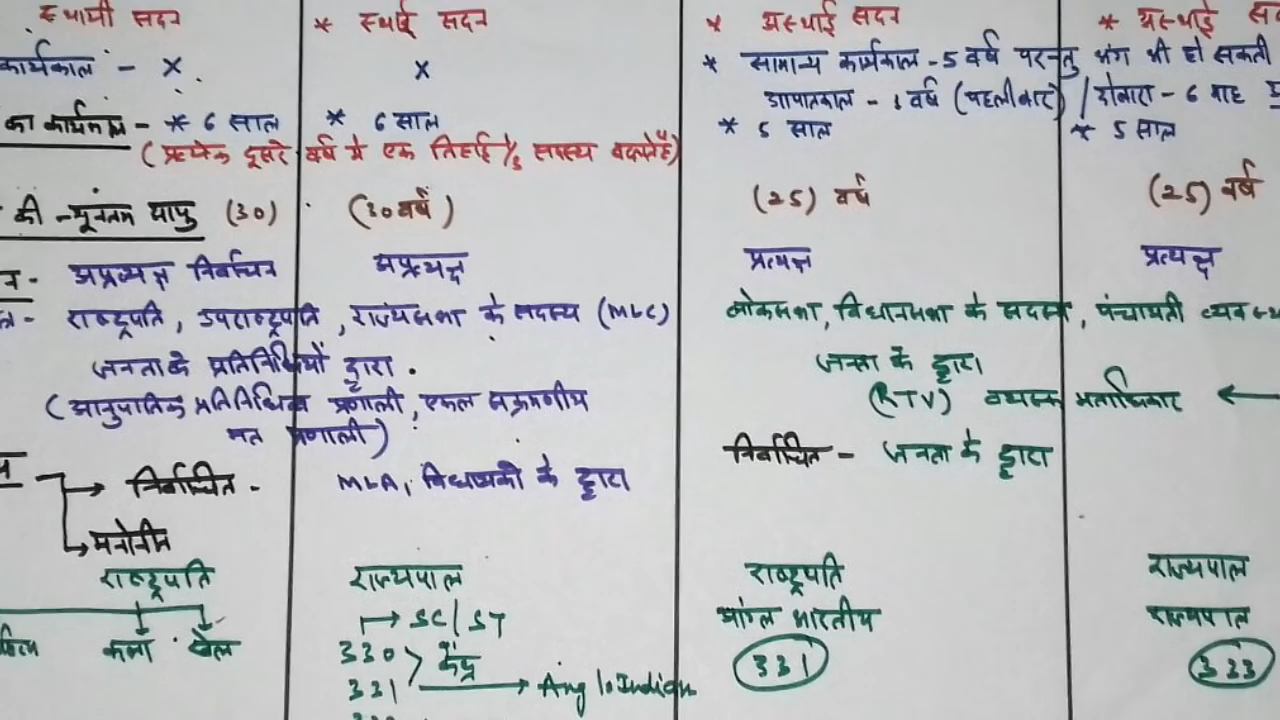 स्थायी सदन * स्थाई सदन * अस्थाई सदन * अस्थाई
कार्यकाल - × × * सामान्य कार्यकाल - 5 वर्ष परन्तु भंग भी हो सकती
आपातकाल - 1 वर्ष (पहलीबार) / दोबारा - 6 माह
का कार्यकाल - * 6 साल * 6 साल * 5 साल * 5 साल
(प्रत्येक दूसरे वर्ष मे एक तिहाई 1/3 सदस्य बदलते हैं)
की न्यूनतम आयु (30) (30 वर्ष) (25) वर्ष (25) वर्ष
न - अप्रत्यक्ष निर्वाचन अप्रत्यक्ष प्रत्यक्ष प्रत्यक्ष
राष्ट्रपति, उपराष्ट्रपति, राज्यसभा के सदस्य (MLC) लोकसभा, विधानसभा के सदस्य, पंचायती
जनता के प्रतिनिधियों द्वारा. जनता के द्वारा
(आनुपातिक प्रतिनिधित्व प्रणाली, एकल संक्रमणीय (RTV) वयस्क मताधिकार ←
मत प्रणाली) निर्वाचित - जनता के द्वारा
→ निर्वाचित - MLA, विधायकों के द्वारा
→ मनोनीत
राष्ट्रपति राज्यपाल राष्ट्रपति राज्यपाल
→ SC/ST आंग्ल भारतीय राज्यपाल
कला खेल 330 > केंद्र 331 333
331 → Anglo Indian